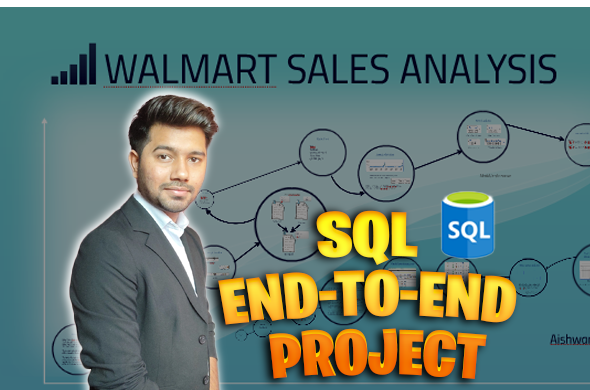 WALMART SALES ANALYSIS
SQL
SQL
END-TO-END
PROJECT